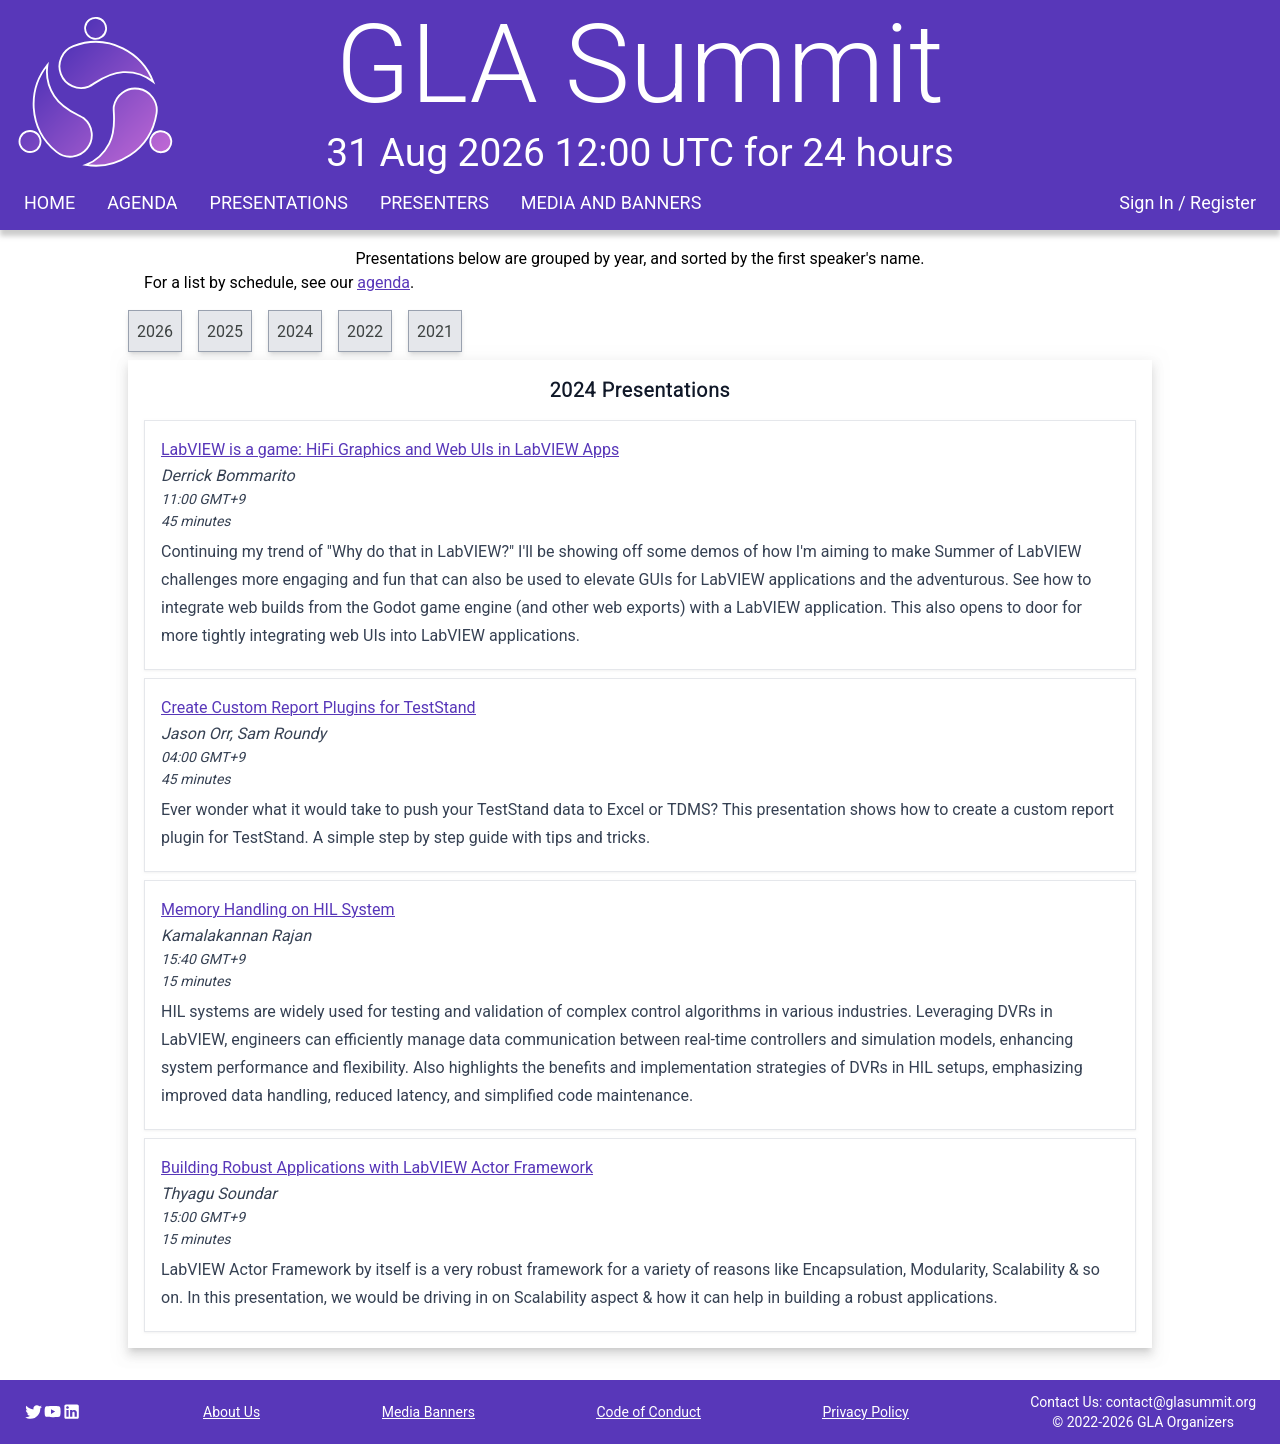 GLA Summit
31 Aug 2026 12:00 UTC for 24 hours
HOME AGENDA PRESENTATIONS PRESENTERS MEDIA AND BANNERS Sign In / Register
Presentations below are grouped by year, and sorted by the first speaker's name.
For a list by schedule, see our agenda.
2026 2025 2024 2022 2021
2024 Presentations
LabVIEW is a game: HiFi Graphics and Web UIs in LabVIEW Apps
Derrick Bommarito
11:00 GMT+9
45 minutes
Continuing my trend of "Why do that in LabVIEW?" I'll be showing off some demos of how I'm aiming to make Summer of LabVIEW
challenges more engaging and fun that can also be used to elevate GUIs for LabVIEW applications and the adventurous. See how to
integrate web builds from the Godot game engine (and other web exports) with a LabVIEW application. This also opens to door for
more tightly integrating web UIs into LabVIEW applications.
Create Custom Report Plugins for TestStand
Jason Orr, Sam Roundy
04:00 GMT+9
45 minutes
Ever wonder what it would take to push your TestStand data to Excel or TDMS? This presentation shows how to create a custom report
plugin for TestStand. A simple step by step guide with tips and tricks.
Memory Handling on HIL System
Kamalakannan Rajan
15:40 GMT+9
15 minutes
HIL systems are widely used for testing and validation of complex control algorithms in various industries. Leveraging DVRs in
LabVIEW, engineers can efficiently manage data communication between real-time controllers and simulation models, enhancing
system performance and flexibility. Also highlights the benefits and implementation strategies of DVRs in HIL setups, emphasizing
improved data handling, reduced latency, and simplified code maintenance.
Building Robust Applications with LabVIEW Actor Framework
Thyagu Soundar
15:00 GMT+9
15 minutes
LabVIEW Actor Framework by itself is a very robust framework for a variety of reasons like Encapsulation, Modularity, Scalability & so
on. In this presentation, we would be driving in on Scalability aspect & how it can help in building a robust applications.
About Us Media Banners Code of Conduct Privacy Policy
Contact Us: contact@glasummit.org
© 2022-2026 GLA Organizers